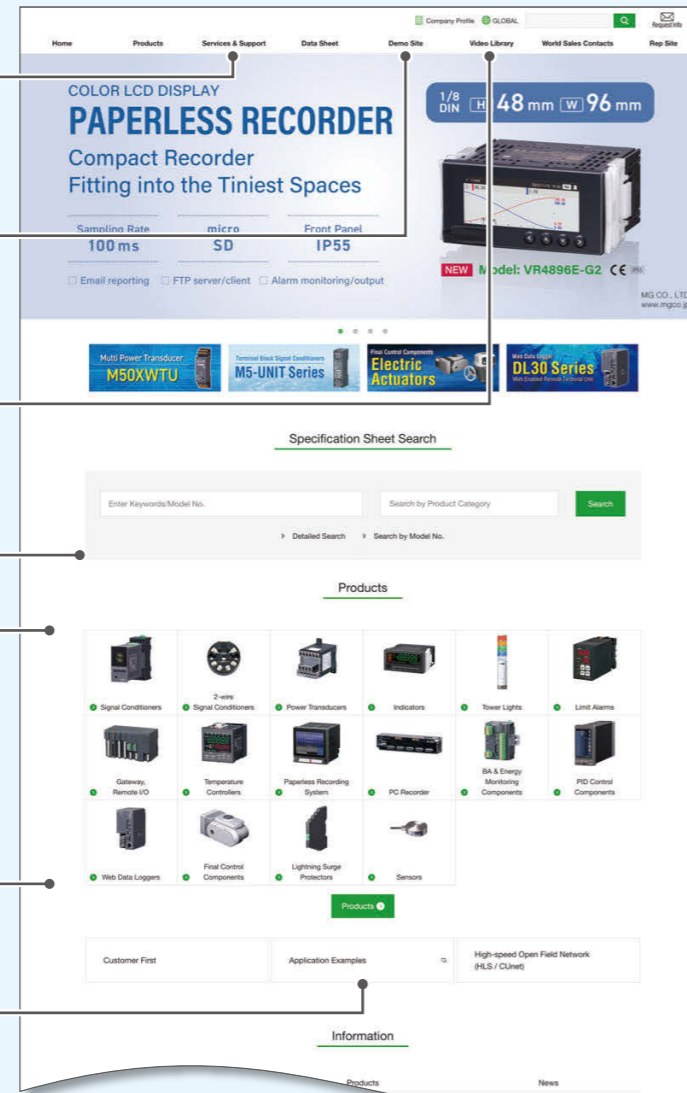 Company Profile GLOBAL
Request Info
Home Products Services & Support Data Sheet Demo Site Video Library World Sales Contacts Rep Site
COLOR LCD DISPLAY
PAPERLESS RECORDER
Compact Recorder
Fitting into the Tiniest Spaces
1/8 DIN H 48 mm W 96 mm
Sampling Rate micro Front Panel
100 ms SD IP55
Email reporting FTP server/client Alarm monitoring/output
NEW Model: VR4896E-G2 CE
MG CO., LTD
www.mgco.jp
Multi Power Transducer
M50XWTU
Terminal Block Signal Conditioners
M5-UNIT Series
Final Control Components
Electric
Actuators
Web Data Logger
DL30 Series
Web Enabled Remote Terminal Unit
Specification Sheet Search
Enter Keywords/Model No. Search by Product Category Search
> Detailed Search > Search by Model No.
Products
Signal Conditioners
2-wire
Signal Conditioners
Power Transducers
Indicators
Tower Lights
Limit Alarms
Gateway,
Remote I/O
Temperature
Controllers
Paperless Recording
System
PC Recorder
BA & Energy
Monitoring
Components
PID Control
Components
Web Data Loggers
Final Control
Components
Lightning Surge
Protectors
Sensors
Products
Customer First
Application Examples
High-speed Open Field Network
(HLS / CUnet)
Information
Products News